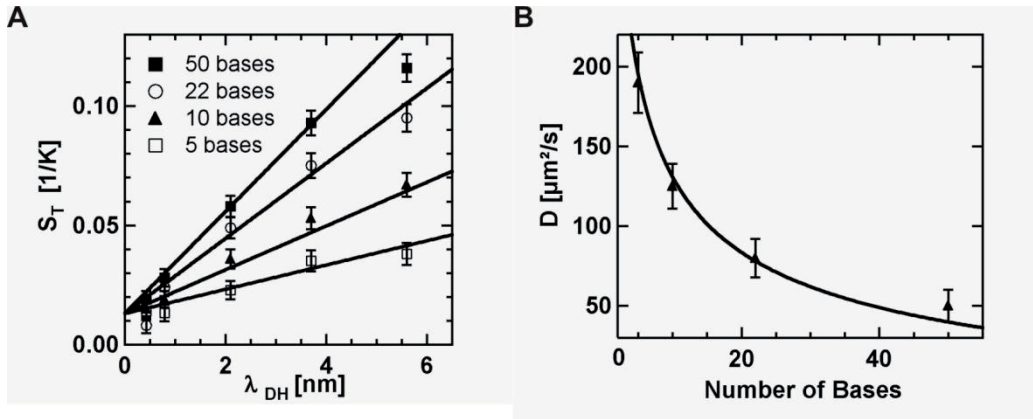 A
50 bases
22 bases
10 bases
5 bases
0.10
0.05
0.00
S_T [1/K]
0 2 4 6
λ_DH [nm]
B
200
150
100
50
D [µm²/s]
0 20 40
Number of Bases